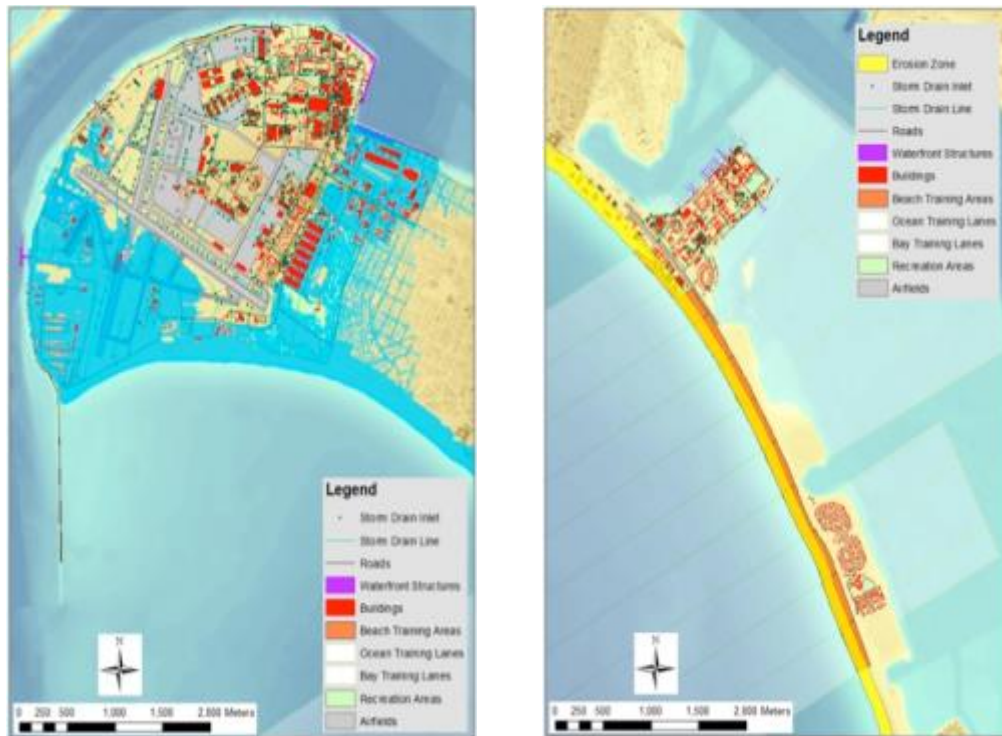 Legend
Storm Drain Inlet
Storm Drain Line
Roads
Waterfront Structures
Buildings
Beach Training Areas
Ocean Training Lanes
Bay Training Lanes
Recreation Areas
Airfields
N
0 250 500 1,000 1,500 2,000 Meters
Legend
Erosion Zone
Storm Drain Inlet
Storm Drain Line
Roads
Waterfront Structures
Buildings
Beach Training Areas
Ocean Training Lanes
Bay Training Lanes
Recreation Areas
Airfields
N
0 250 500 1,000 1,500 2,000 Meters